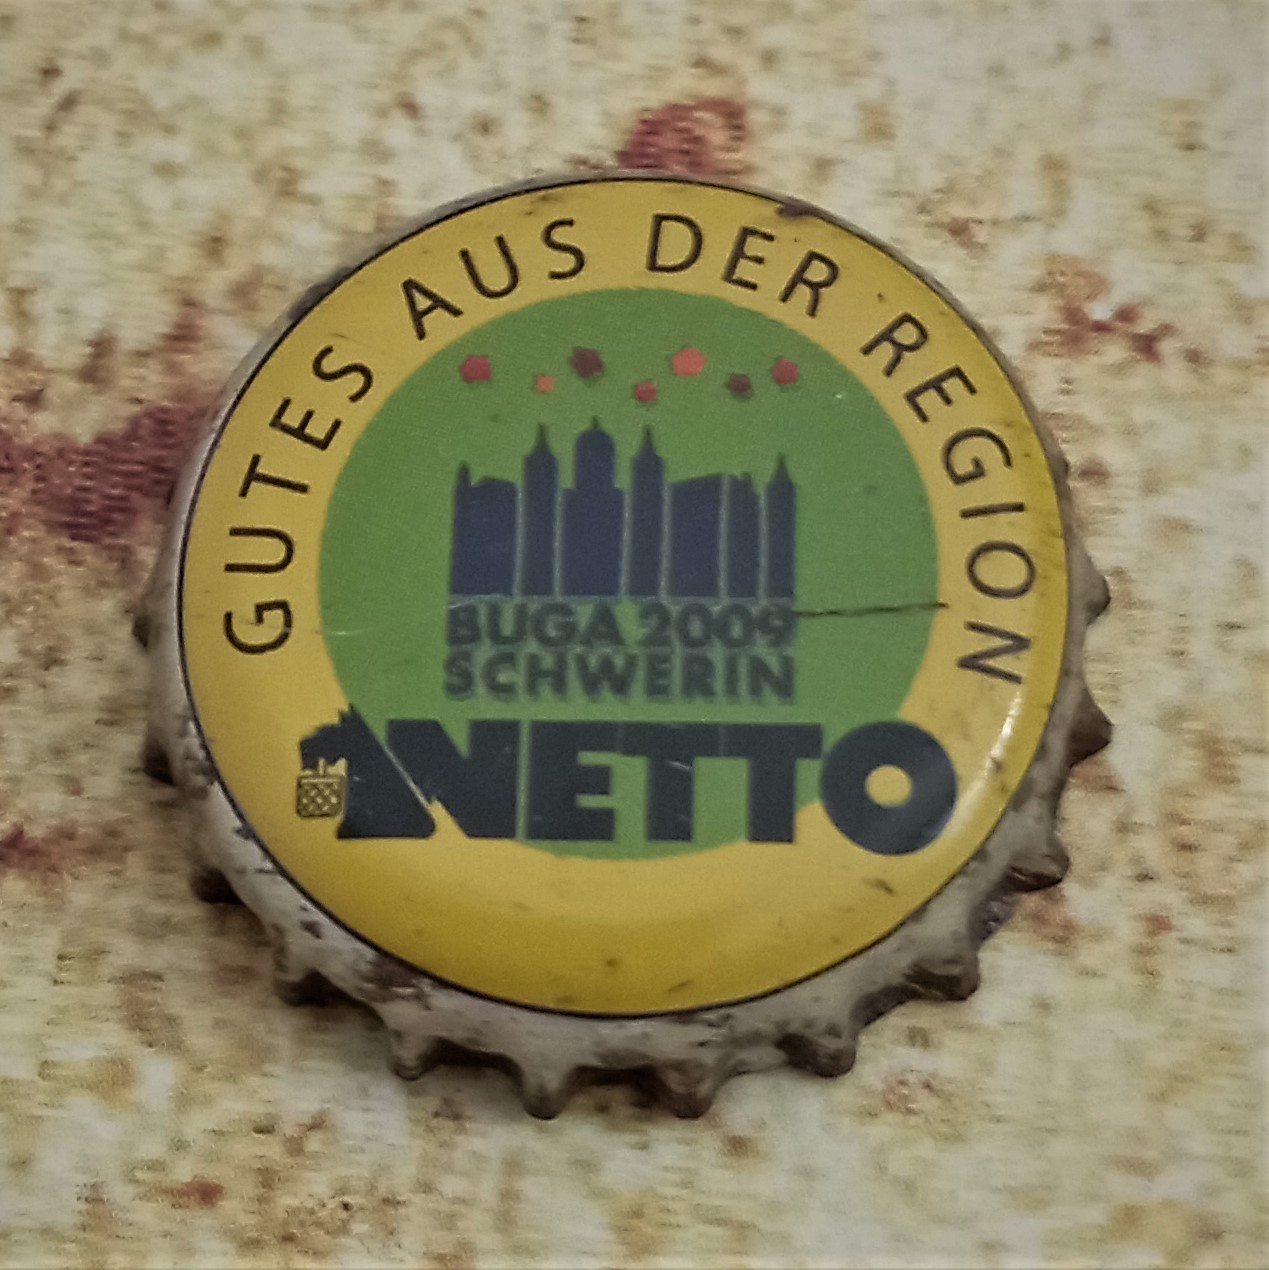 GUTES AUS DER REGION
BUGA 2009
SCHWERIN
NETTO